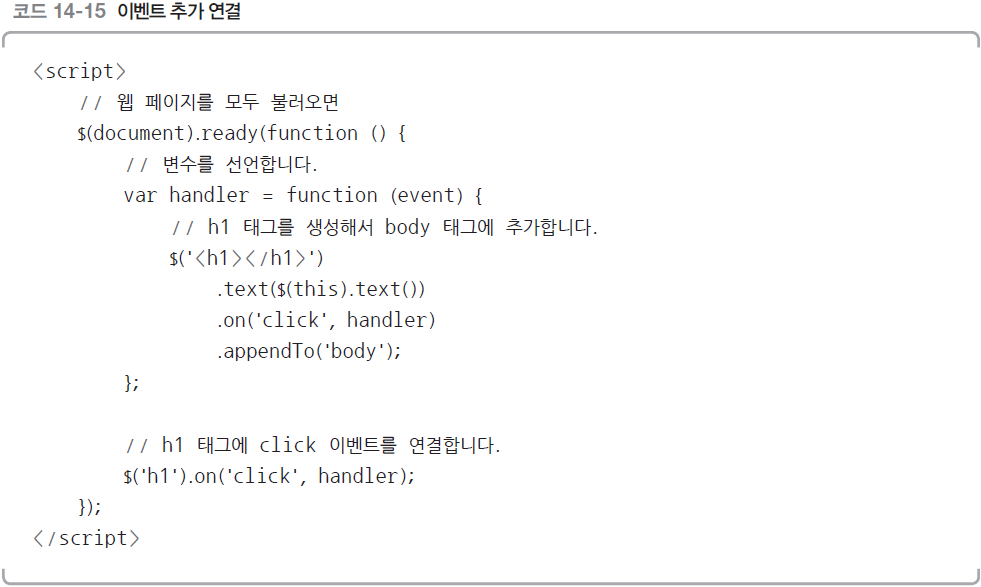 코드 14-15 이벤트 추가 연결
<script>
// 웹 페이지를 모두 불러오면
$(document).ready(function () {
// 변수를 선언합니다.
var handler = function (event) {
// h1 태그를 생성해서 body 태그에 추가합니다.
$('<h1></h1>')
.text($(this).text())
.on('click', handler)
.appendTo('body');
};
// h1 태그에 click 이벤트를 연결합니다.
$('h1').on('click', handler);
});
</script>